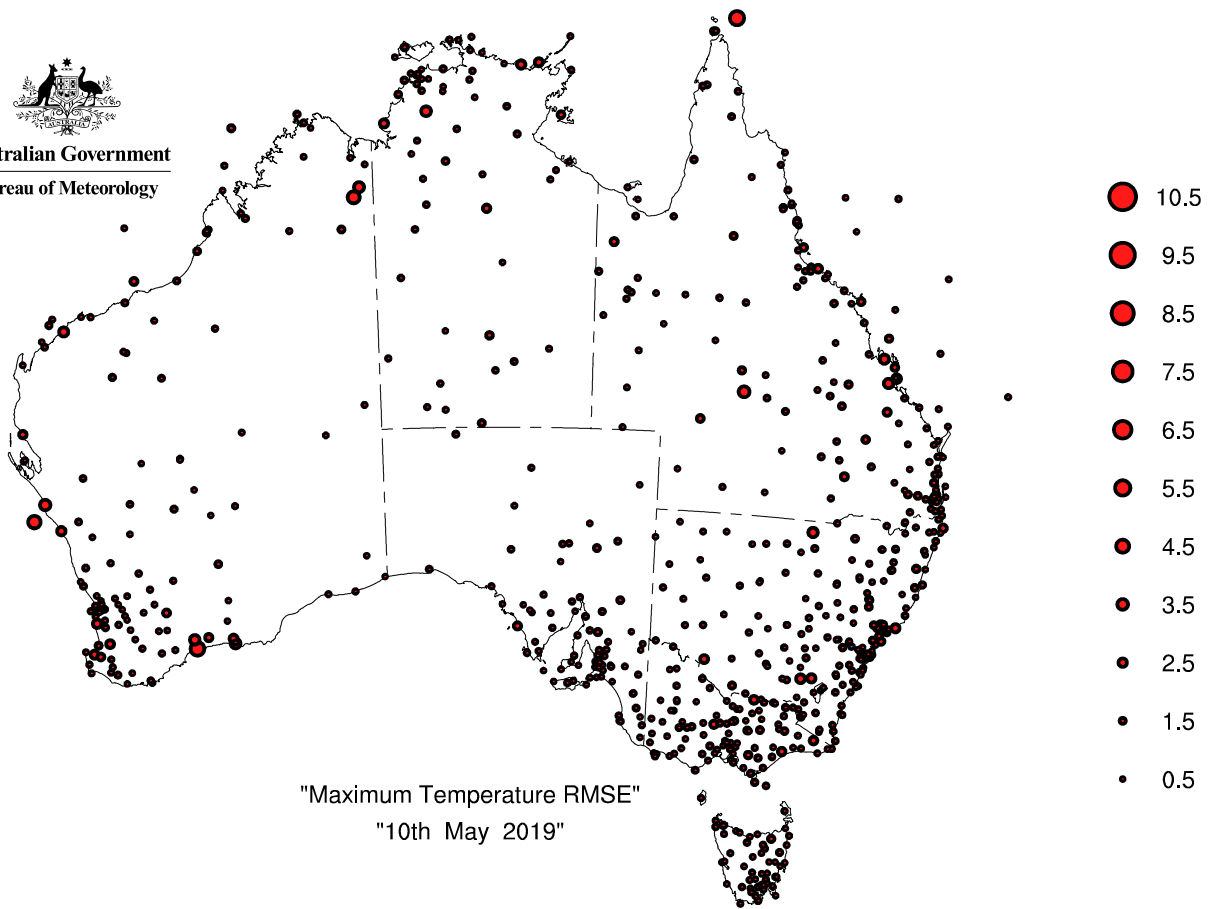 AUSTRALIA
tralian Government
reau of Meteorology
10.5
9.5
8.5
7.5
6.5
5.5
4.5
3.5
2.5
1.5
0.5
"Maximum Temperature RMSE"
"10th May 2019"